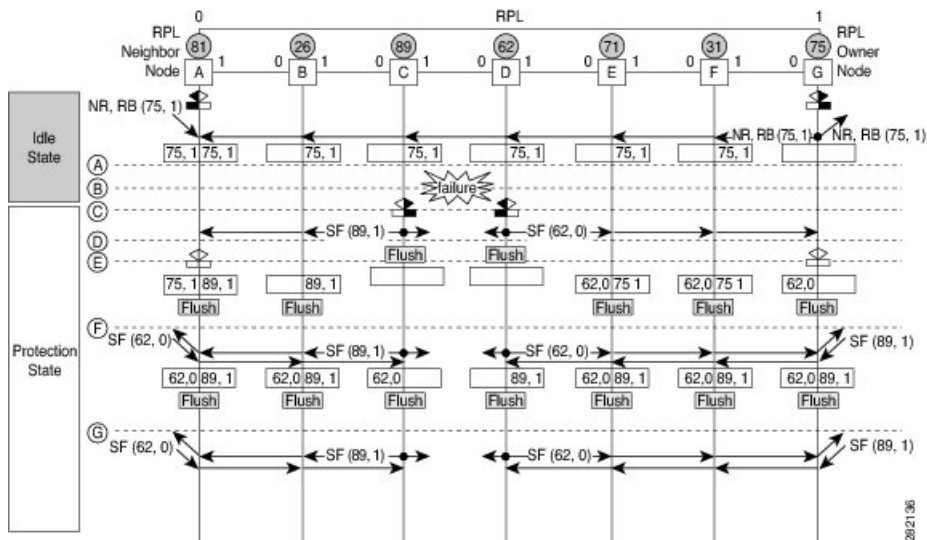 0 RPL 1
RPL Neighbor Node
RPL Owner Node
81 26 89 62 71 31 75
A 1 0 B 1 0 C 1 0 D 1 0 E 1 0 F 1 0 G
Idle State
NR, RB (75, 1)
NR, RB (75, 1) NR, RB (75, 1)
75, 1 75, 1 75, 1 75, 1 75, 1 75, 1 75, 1
A
B
failure
C
SF (89, 1) SF (62, 0)
D
Flush Flush
E
75, 1 89, 1 89, 1 62,0 75 1 62,0 75 1 62,0
Flush Flush Flush Flush Flush
Protection State
F
SF (62, 0) SF (89, 1) SF (62, 0) SF (89, 1)
62,0 89, 1 62,0 89, 1 62,0 89, 1 62,0 89, 1 62,0 89, 1 62,0 89, 1
Flush Flush Flush Flush Flush Flush Flush
G
SF (62, 0) SF (89, 1) SF (62, 0) SF (89, 1)
282136